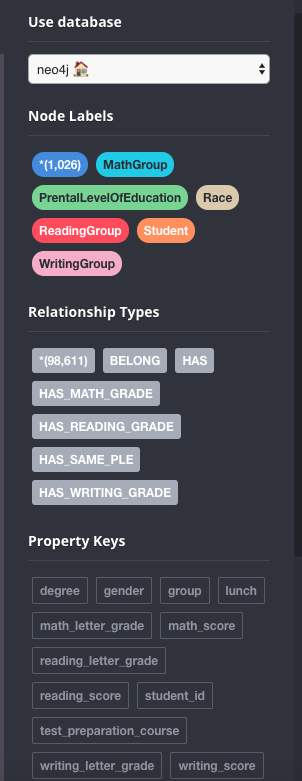 Use database
neo4j 🏠
Node Labels
*(1,026) MathGroup
PrentalLevelOfEducation Race
ReadingGroup Student
WritingGroup
Relationship Types
*(98,611) BELONG HAS
HAS_MATH_GRADE
HAS_READING_GRADE
HAS_SAME_PLE
HAS_WRITING_GRADE
Property Keys
degree gender group lunch
math_letter_grade math_score
reading_letter_grade
reading_score student_id
test_preparation_course
writing_letter_grade writing_score